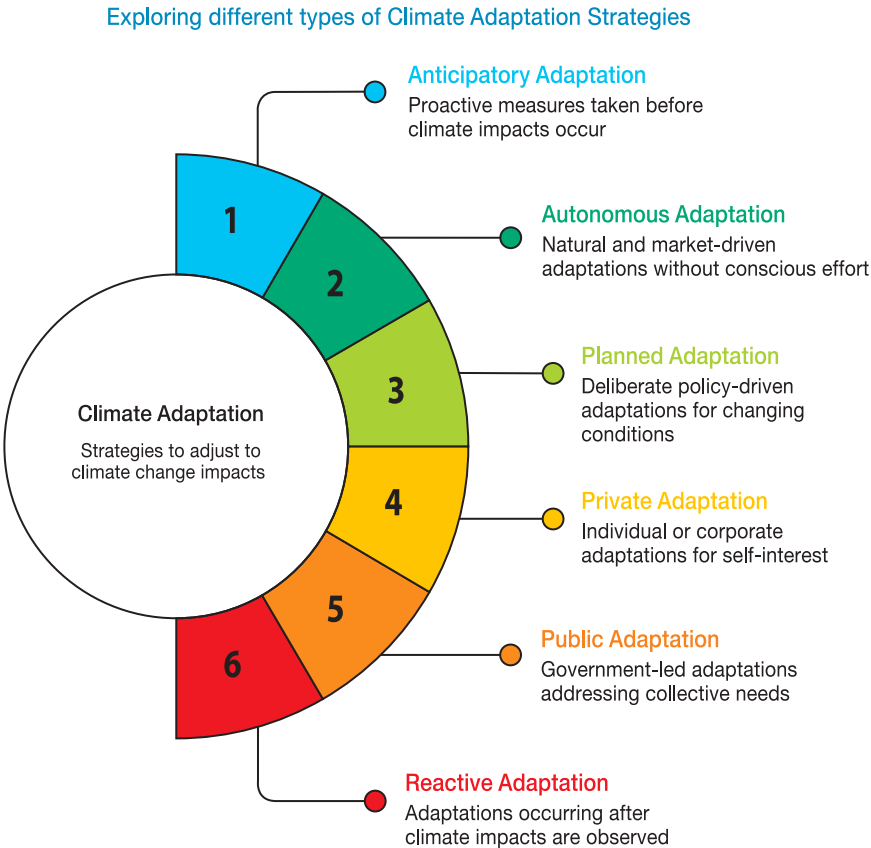 Exploring different types of Climate Adaptation Strategies
Anticipatory Adaptation
Proactive measures taken before
climate impacts occur
1
Autonomous Adaptation
Natural and market-driven
adaptations without conscious effort
2
Planned Adaptation
Deliberate policy-driven
adaptations for changing
conditions
3
Climate Adaptation
Strategies to adjust to
climate change impacts
4
Private Adaptation
Individual or corporate
adaptations for self-interest
5
Public Adaptation
Government-led adaptations
addressing collective needs
6
Reactive Adaptation
Adaptations occurring after
climate impacts are observed